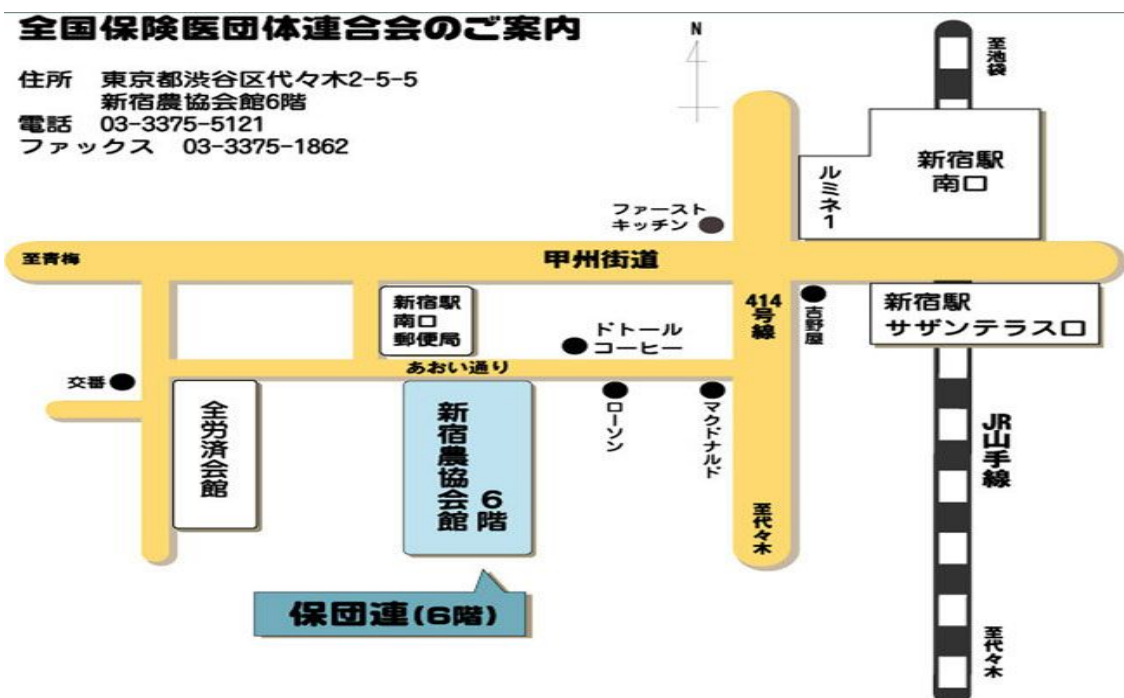 全国保険医団体連合会のご案内
住所 東京都渋谷区代々木2-5-5
新宿農協会館6階
電話 03-3375-5121
ファックス 03-3375-1862
N
至池袋
新宿駅
南口
ルミネ1
ファースト
キッチン
至青梅
甲州街道
新宿駅
南口
郵便局
ドトール
コーヒー
414
号線
吉野屋
新宿駅
サザンテラス口
あおい通り
交番
全労済会館
新宿農協会館
6階
ローソン
マクドナルド
JR山手線
至代々木
保団連(6階)
至代々木